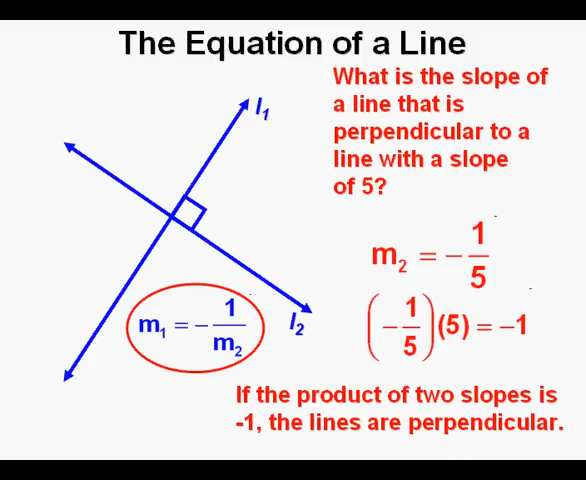 The Equation of a Line
What is the slope of
a line that is
perpendicular to a
line with a slope
of 5?
l₁
m₂ = -1/5
m₁ = -1/m₂
l₂
(-1/5)(5) = -1
If the product of two slopes is
-1, the lines are perpendicular.